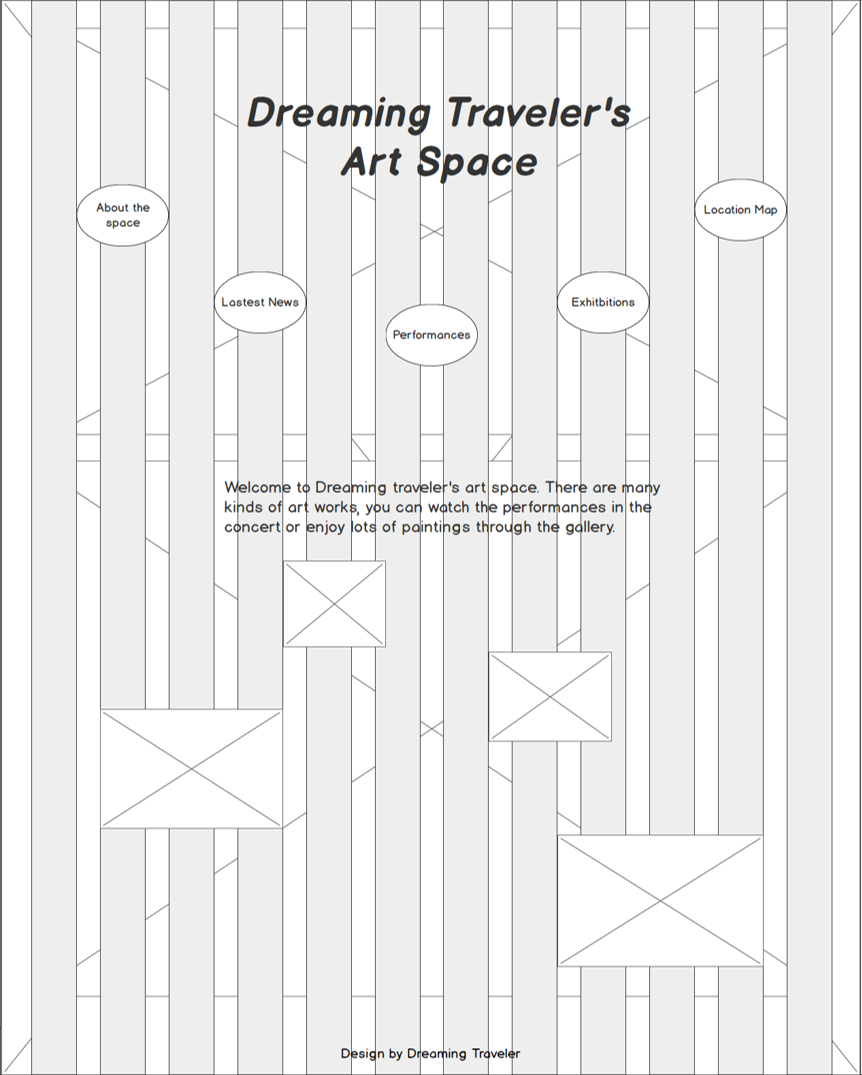 Dreaming Traveler's
Art Space
About the
space
Location Map
Lastest News
Exhitbitions
Performances
Welcome to Dreaming traveler's art space. There are many
kinds of art works, you can watch the performances in the
concert or enjoy lots of paintings through the gallery.
Design by Dreaming Traveler